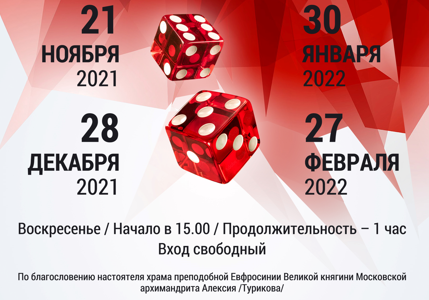 21
НОЯБРЯ
2021
30
ЯНВАРЯ
2022
28
ДЕКАБРЯ
2021
27
ФЕВРАЛЯ
2022
Воскресенье / Начало в 15.00 / Продолжительность – 1 час
Вход свободный
По благословению настоятеля храма преподобной Евфросинии Великой княгини Московской
архимандрита Алексия /Турикова/